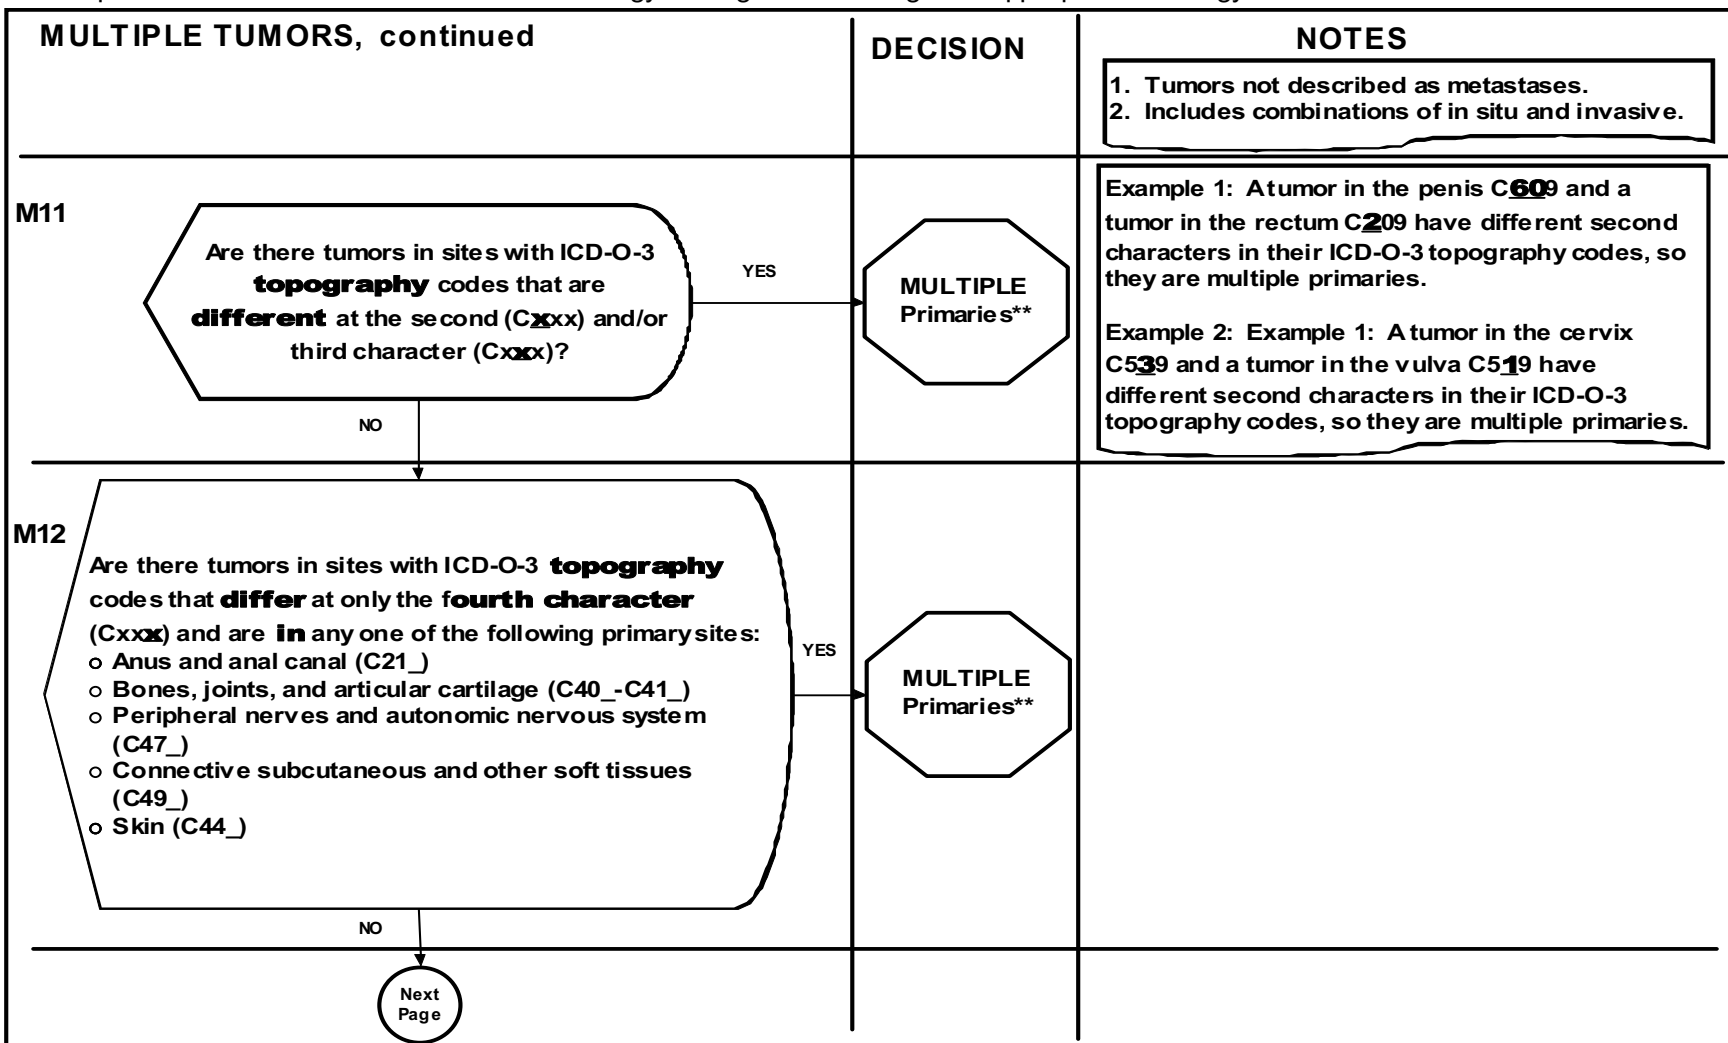 MULTIPLE TUMORS, continued
DECISION
NOTES
1. Tumors not described as metastases.
2. Includes combinations of in situ and invasive.
M11
Are there tumors in sites with ICD-O-3
topography codes that are
different at the second (Cxxx) and/or
third character (Cxxx)?
YES
MULTIPLE
Primaries**
Example 1: A tumor in the penis C609 and a
tumor in the rectum C209 have different second
characters in their ICD-O-3 topography codes, so
they are multiple primaries.
Example 2: Example 1: A tumor in the cervix
C539 and a tumor in the vulva C519 have
different second characters in their ICD-O-3
topography codes, so they are multiple primaries.
NO
M12
Are there tumors in sites with ICD-O-3 topography
codes that differ at only the fourth character
(Cxxx) and are in any one of the following primary sites:
o Anus and anal canal (C21_)
o Bones, joints, and articular cartilage (C40_-C41_)
o Peripheral nerves and autonomic nervous system
(C47_)
o Connective subcutaneous and other soft tissues
(C49_)
o Skin (C44_)
YES
MULTIPLE
Primaries**
NO
Next
Page